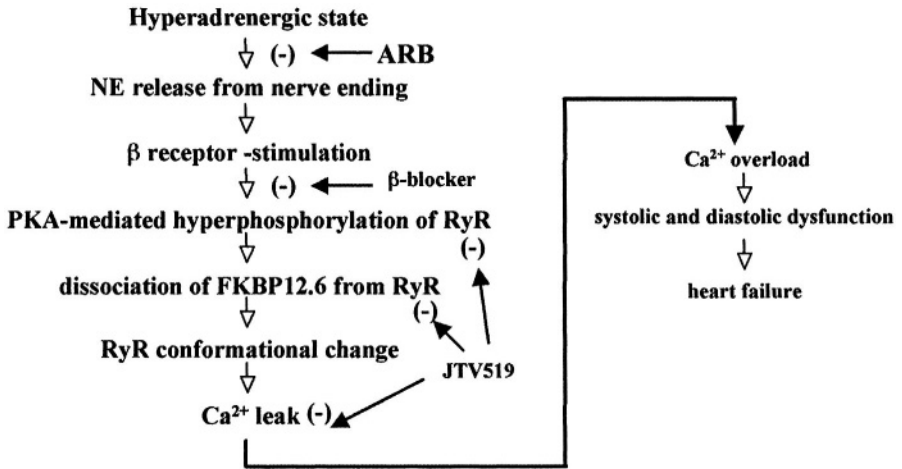 Hyperadrenergic state
(-) ARB
NE release from nerve ending
β receptor -stimulation
(-) β-blocker
PKA-mediated hyperphosphorylation of RyR
(-)
dissociation of FKBP12.6 from RyR
(-)
RyR conformational change
JTV519
Ca²⁺ leak (-)
Ca²⁺ overload
systolic and diastolic dysfunction
heart failure